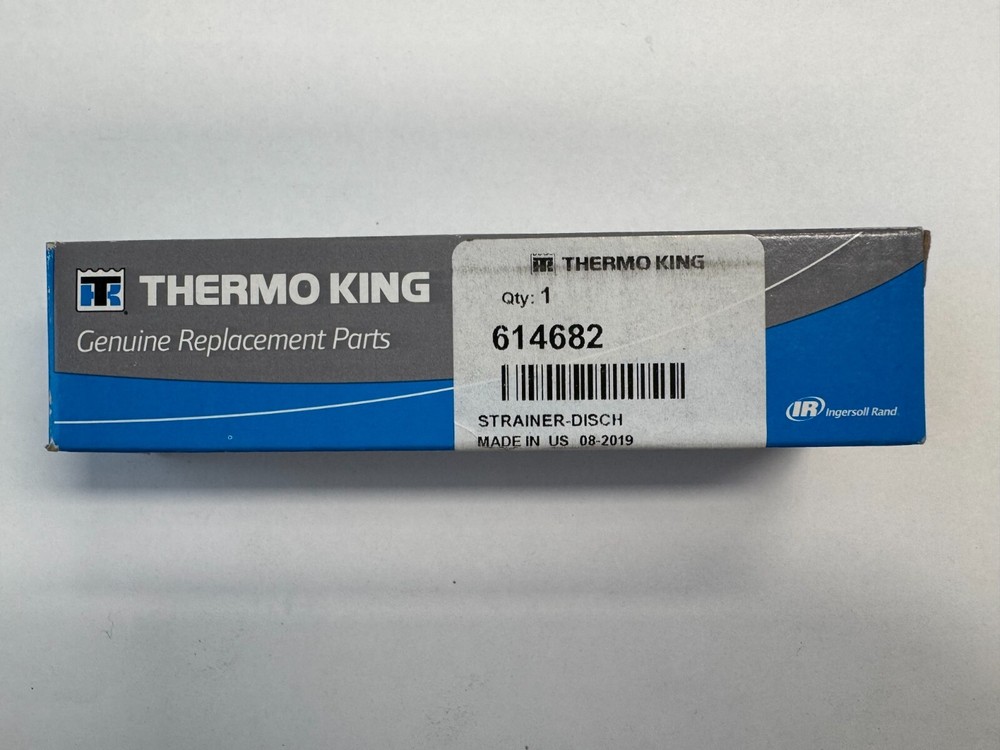 THERMO KING
Genuine Replacement Parts
THERMO KING
Qty: 1
614682
STRAINER-DISCH
MADE IN US 08-2019
IR Ingersoll Rand